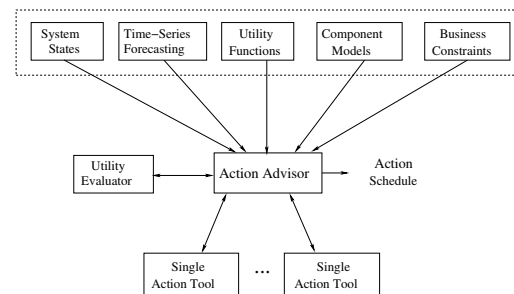 System
States
Time-Series
Forecasting
Utility
Functions
Component
Models
Business
Constraints
Utility
Evaluator
Action Advisor
Action
Schedule
Single
Action Tool
...
Single
Action Tool